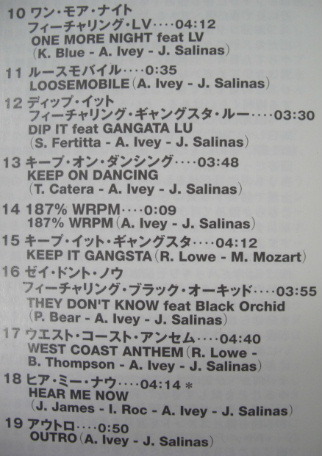 10 ワン・モア・ナイト
フィーチャリング・LV‥‥04:12
ONE MORE NIGHT feat LV
(K. Blue - A. Ivey - J. Salinas)
11 ルースモバイル‥‥0:35
LOOSEMOBILE(A. Ivey - J. Salinas)
12 ディップ・イット
フィーチャリング・ギャングスタ・ルー‥‥03:30
DIP IT feat GANGATA LU
(S. Fertitta - A. Ivey - J. Salinas)
13 キープ・オン・ダンシング‥‥03:48
KEEP ON DANCING
(T. Catera - A. Ivey - J. Salinas)
14 187% WRPM‥‥0:09
187% WRPM(A. Ivey - J. Salinas)
15 キープ・イット・ギャングスタ‥‥04:12
KEEP IT GANGSTA(R. Lowe - M. Mozart)
16 ゼイ・ドント・ノウ
フィーチャリング・ブラック・オーキッド‥‥03:55
THEY DON'T KNOW feat Black Orchid
(P. Bear - A. Ivey - J. Salinas)
17 ウエスト・コースト・アンセム‥‥04:40
WEST COAST ANTHEM(R. Lowe -
B. Thompson - A. Ivey - J. Salinas)
18 ヒア・ミー・ナウ‥‥04:14 *
HEAR ME NOW
(J. James - I. Roc - A. Ivey - J. Salinas)
19 アウトロ‥‥0:50
OUTRO(A. Ivey - J. Salinas)